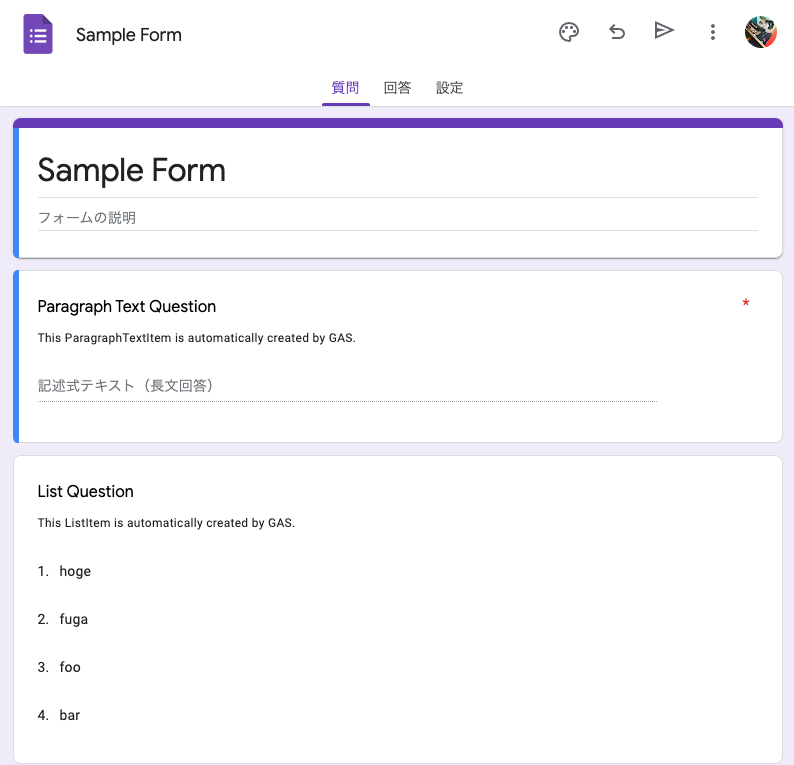 Sample Form
質問 回答 設定
Sample Form
フォームの説明
Paragraph Text Question *
This ParagraphTextItem is automatically created by GAS.
記述式テキスト（長文回答）
List Question
This ListItem is automatically created by GAS.
1. hoge
2. fuga
3. foo
4. bar